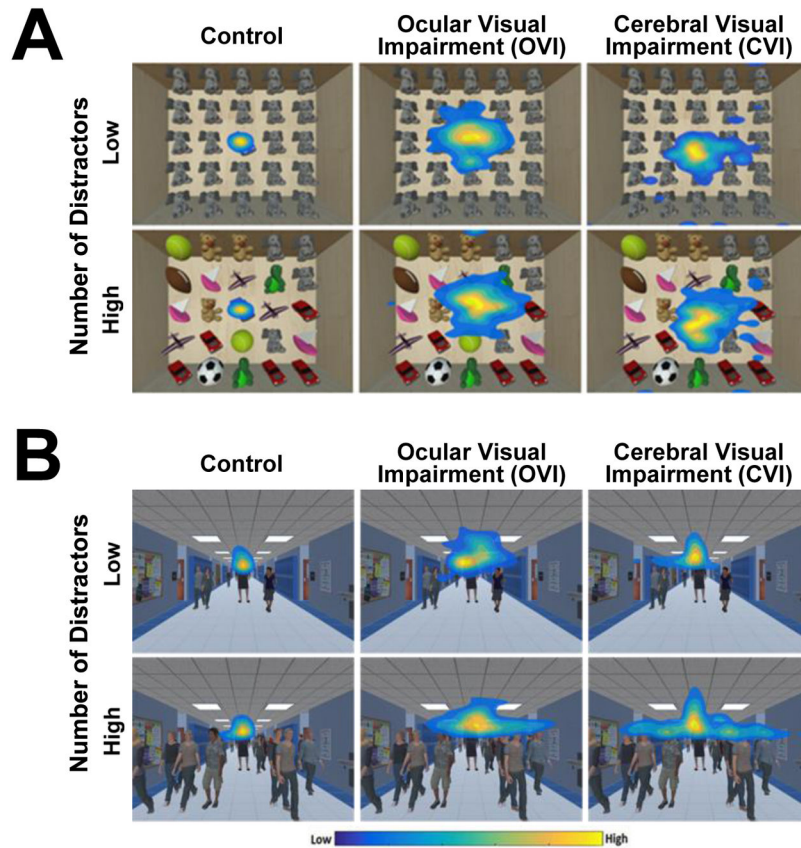 A
Control
Ocular Visual
Impairment (OVI)
Cerebral Visual
Impairment (CVI)
Number of Distractors
Low
High
B
Control
Ocular Visual
Impairment (OVI)
Cerebral Visual
Impairment (CVI)
Number of Distractors
Low
High
Low
High